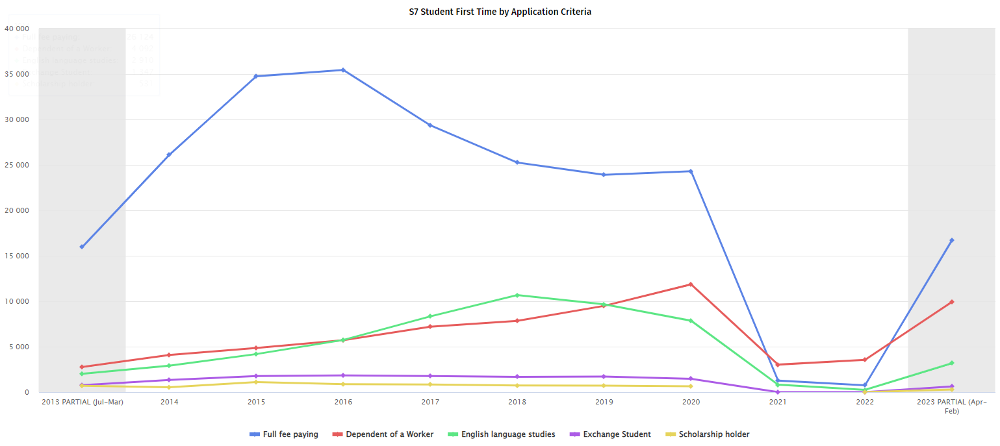 S7 Student First Time by Application Criteria
40 000
35 000
30 000
25 000
20 000
15 000
10 000
5 000
0
2013 PARTIAL (Jul-Mar)
2014
2015
2016
2017
2018
2019
2020
2021
2022
2023 PARTIAL (Apr-
Feb)
Full fee paying
Dependent of a Worker
English language studies
Exchange Student
Scholarship holder